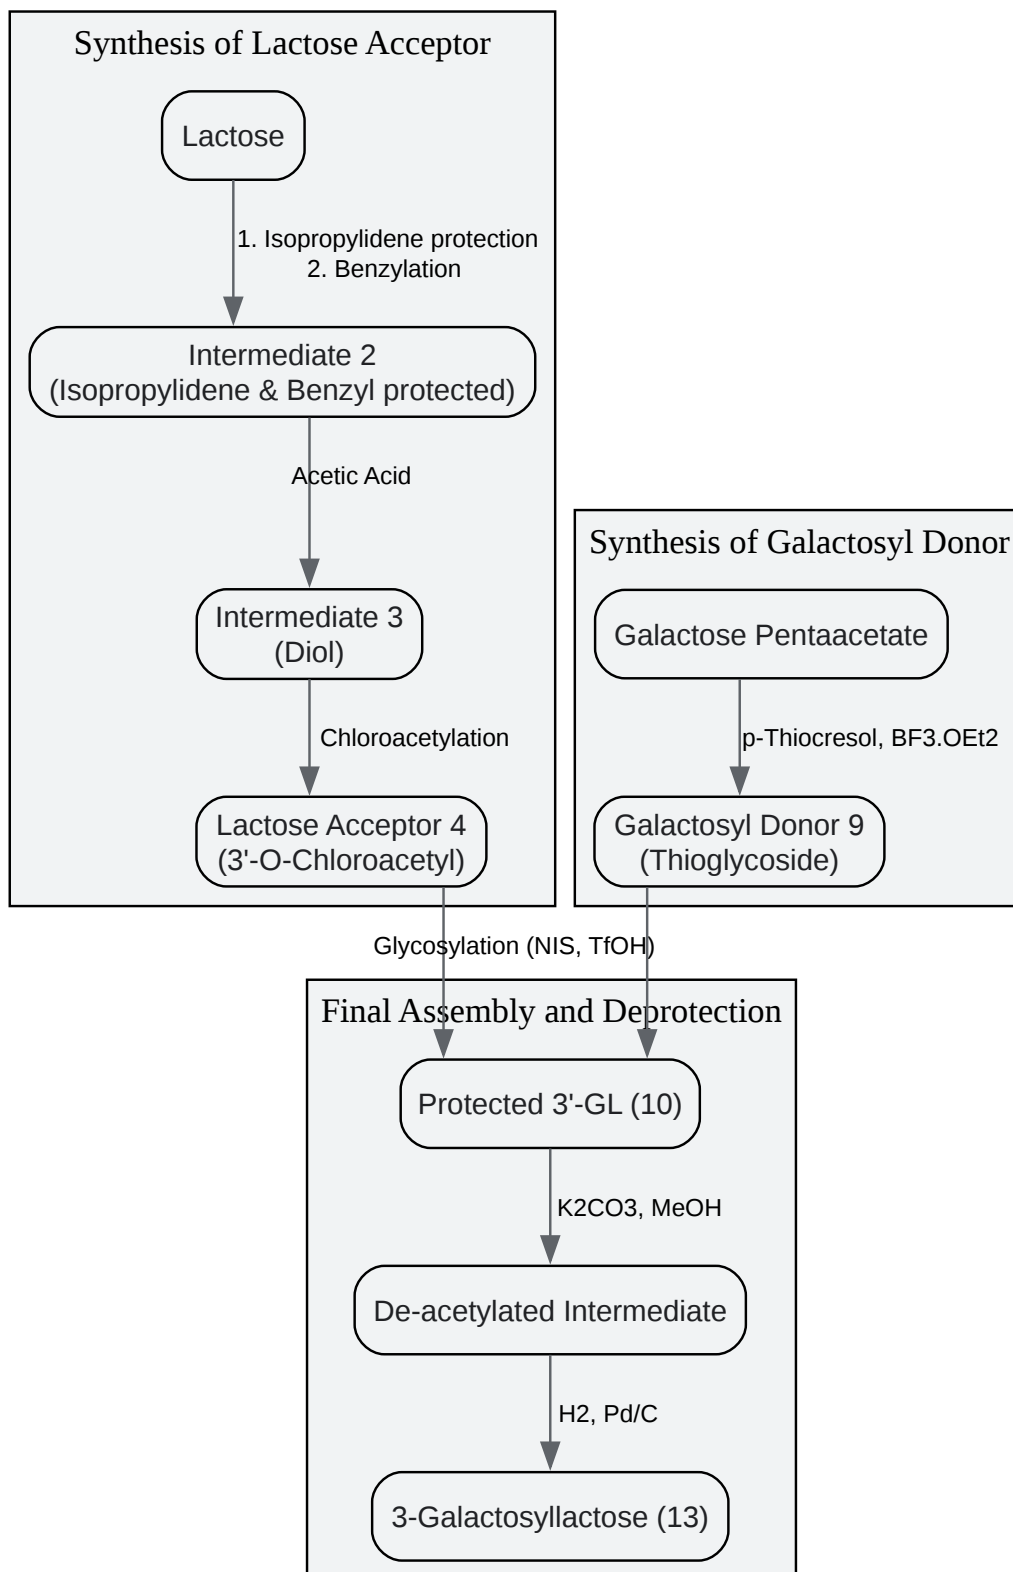 Synthesis of Lactose Acceptor
Lactose
1. Isopropylidene protection
2. Benzylation
Intermediate 2
(Isopropylidene & Benzyl protected)
Acetic Acid
Intermediate 3
(Diol)
Chloroacetylation
Lactose Acceptor 4
(3'-O-Chloroacetyl)
Synthesis of Galactosyl Donor
Galactose Pentaacetate
p-Thiocresol, BF3.OEt2
Galactosyl Donor 9
(Thioglycoside)
Glycosylation (NIS, TfOH)
Final Assembly and Deprotection
Protected 3'-GL (10)
K2CO3, MeOH
De-acetylated Intermediate
H2, Pd/C
3-Galactosyllactose (13)